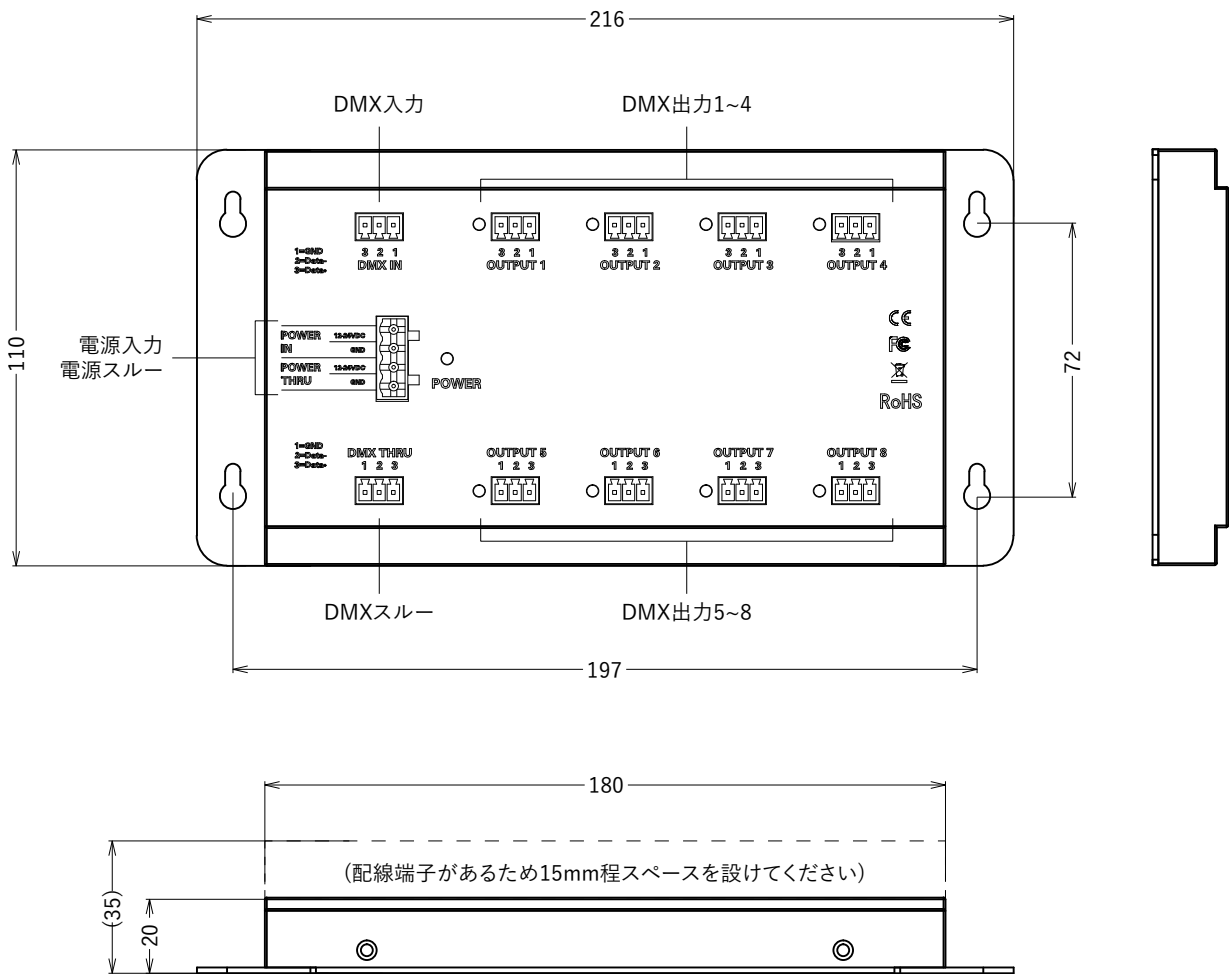 216
DMX入力
DMX出力1~4
3 2 1
DMX IN
3 2 1
OUTPUT 1
3 2 1
OUTPUT 2
3 2 1
OUTPUT 3
3 2 1
OUTPUT 4
1=GND
2=Data-
3=Data+
110
電源入力
電源スルー
POWER IN
12-24VDC
GND
POWER THRU
12-24VDC
GND
POWER
CE
FC
RoHS
72
1=GND
2=Data-
3=Data+
DMX THRU
1 2 3
OUTPUT 5
1 2 3
OUTPUT 6
1 2 3
OUTPUT 7
1 2 3
OUTPUT 8
1 2 3
DMXスルー
DMX出力5~8
197
180
(配線端子があるため15mm程スペースを設けてください)
(35)
20